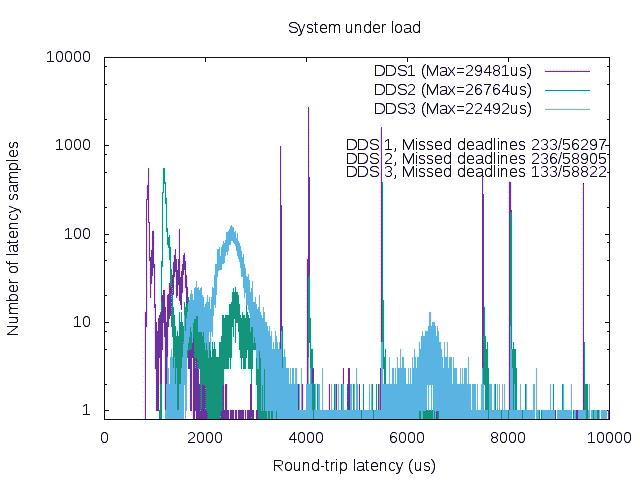 System under load
DDS1 (Max=29481us)
DDS2 (Max=26764us)
DDS3 (Max=22492us)
DDS 1, Missed deadlines 233/56297
DDS 2, Missed deadlines 236/58905
DDS 3, Missed deadlines 133/58822
Number of latency samples
10000
1000
100
10
1
0
2000
4000
6000
8000
10000
Round-trip latency (us)